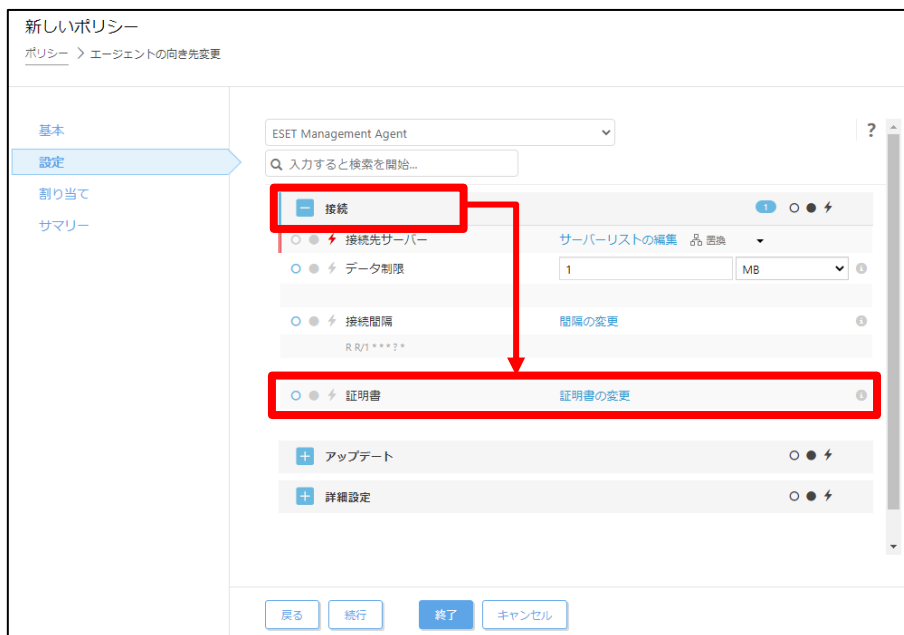 新しいポリシー
ポリシー > エージェントの向き先変更
基本
設定
割り当て
サマリー
ESET Management Agent
?
入力すると検索を開始...
接続 1
接続先サーバー サーバーリストの編集 置換
データ制限 1 MB
接続間隔 間隔の変更
R R/1 * * * ? *
証明書 証明書の変更
アップデート
詳細設定
戻る 続行 終了 キャンセル